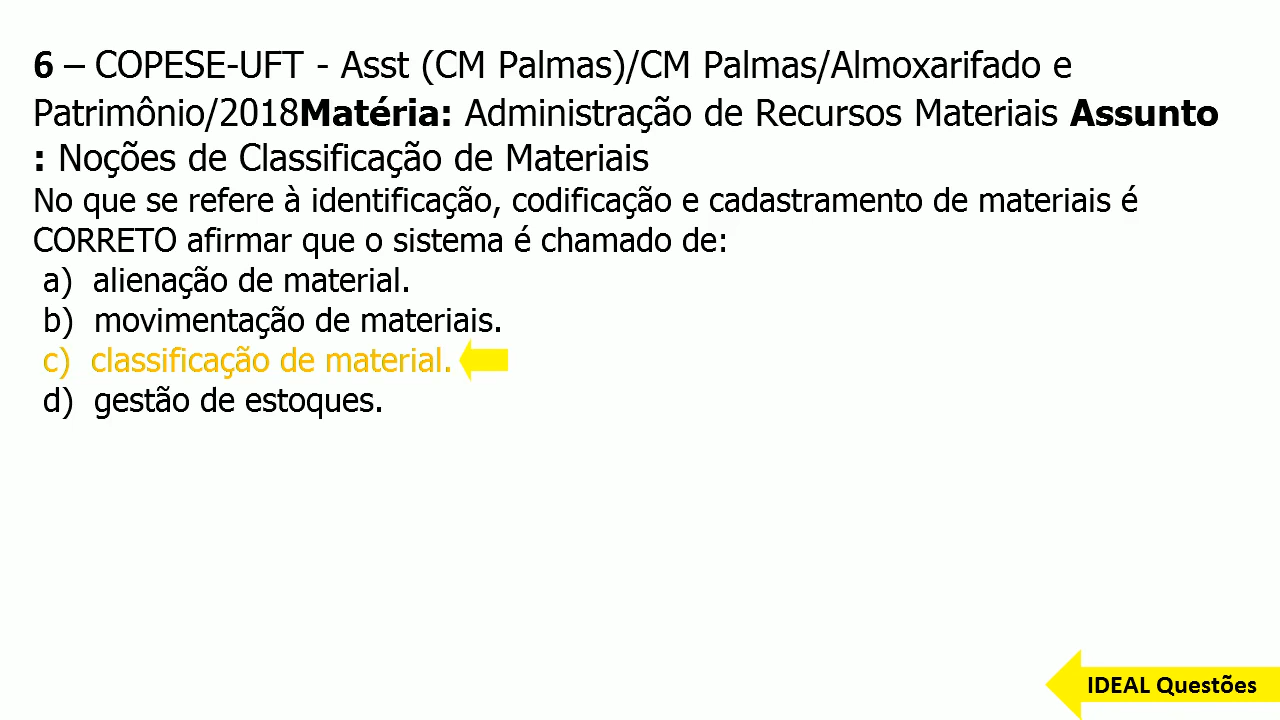 6 – COPESE-UFT - Asst (CM Palmas)/CM Palmas/Almoxarifado e
Patrimônio/2018Matéria: Administração de Recursos Materiais Assunto
: Noções de Classificação de Materiais
No que se refere à identificação, codificação e cadastramento de materiais é
CORRETO afirmar que o sistema é chamado de:
a) alienação de material.
b) movimentação de materiais.
c) classificação de material.
d) gestão de estoques.
IDEAL Questões